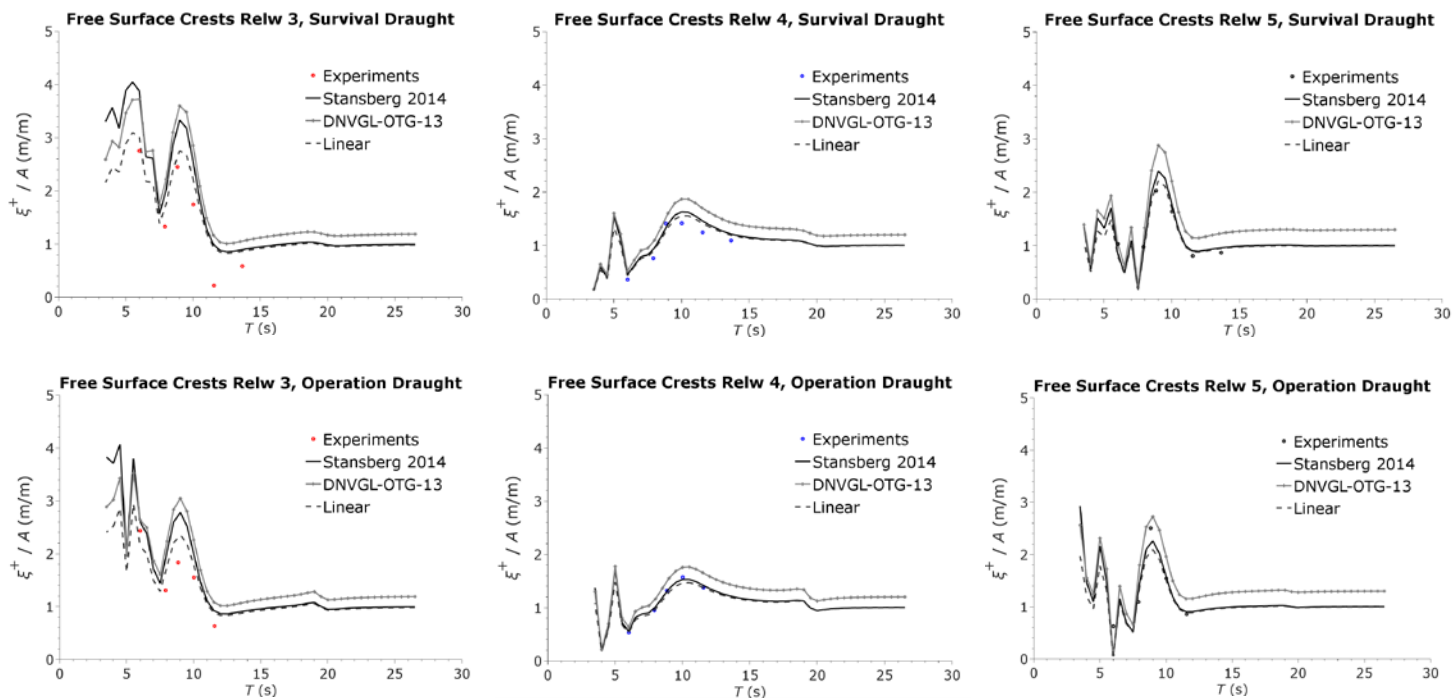 Free Surface Crests Relw 3, Survival Draught
5
4
3
2
1
0
ξ⁺ / A (m/m)
Experiments
Stansberg 2014
DNVGL-OTG-13
Linear
0 5 10 15 20 25 30
T (s)
Free Surface Crests Relw 4, Survival Draught
5
4
3
2
1
0
ξ⁺ / A (m/m)
Experiments
Stansberg 2014
DNVGL-OTG-13
Linear
0 5 10 15 20 25 30
T (s)
Free Surface Crests Relw 5, Survival Draught
5
4
3
2
1
0
ξ⁺ / A (m/m)
Experiments
Stansberg 2014
DNVGL-OTG-13
Linear
0 5 10 15 20 25 30
T (s)
Free Surface Crests Relw 3, Operation Draught
5
4
3
2
1
0
ξ⁺ / A (m/m)
Experiments
Stansberg 2014
DNVGL-OTG-13
Linear
0 5 10 15 20 25 30
T (s)
Free Surface Crests Relw 4, Operation Draught
5
4
3
2
1
0
ξ⁺ / A (m/m)
Experiments
Stansberg 2014
DNVGL-OTG-13
Linear
0 5 10 15 20 25 30
T (s)
Free Surface Crests Relw 5, Operation Draught
5
4
3
2
1
0
ξ⁺ / A (m/m)
Experiments
Stansberg 2014
DNVGL-OTG-13
Linear
0 5 10 15 20 25 30
T (s)